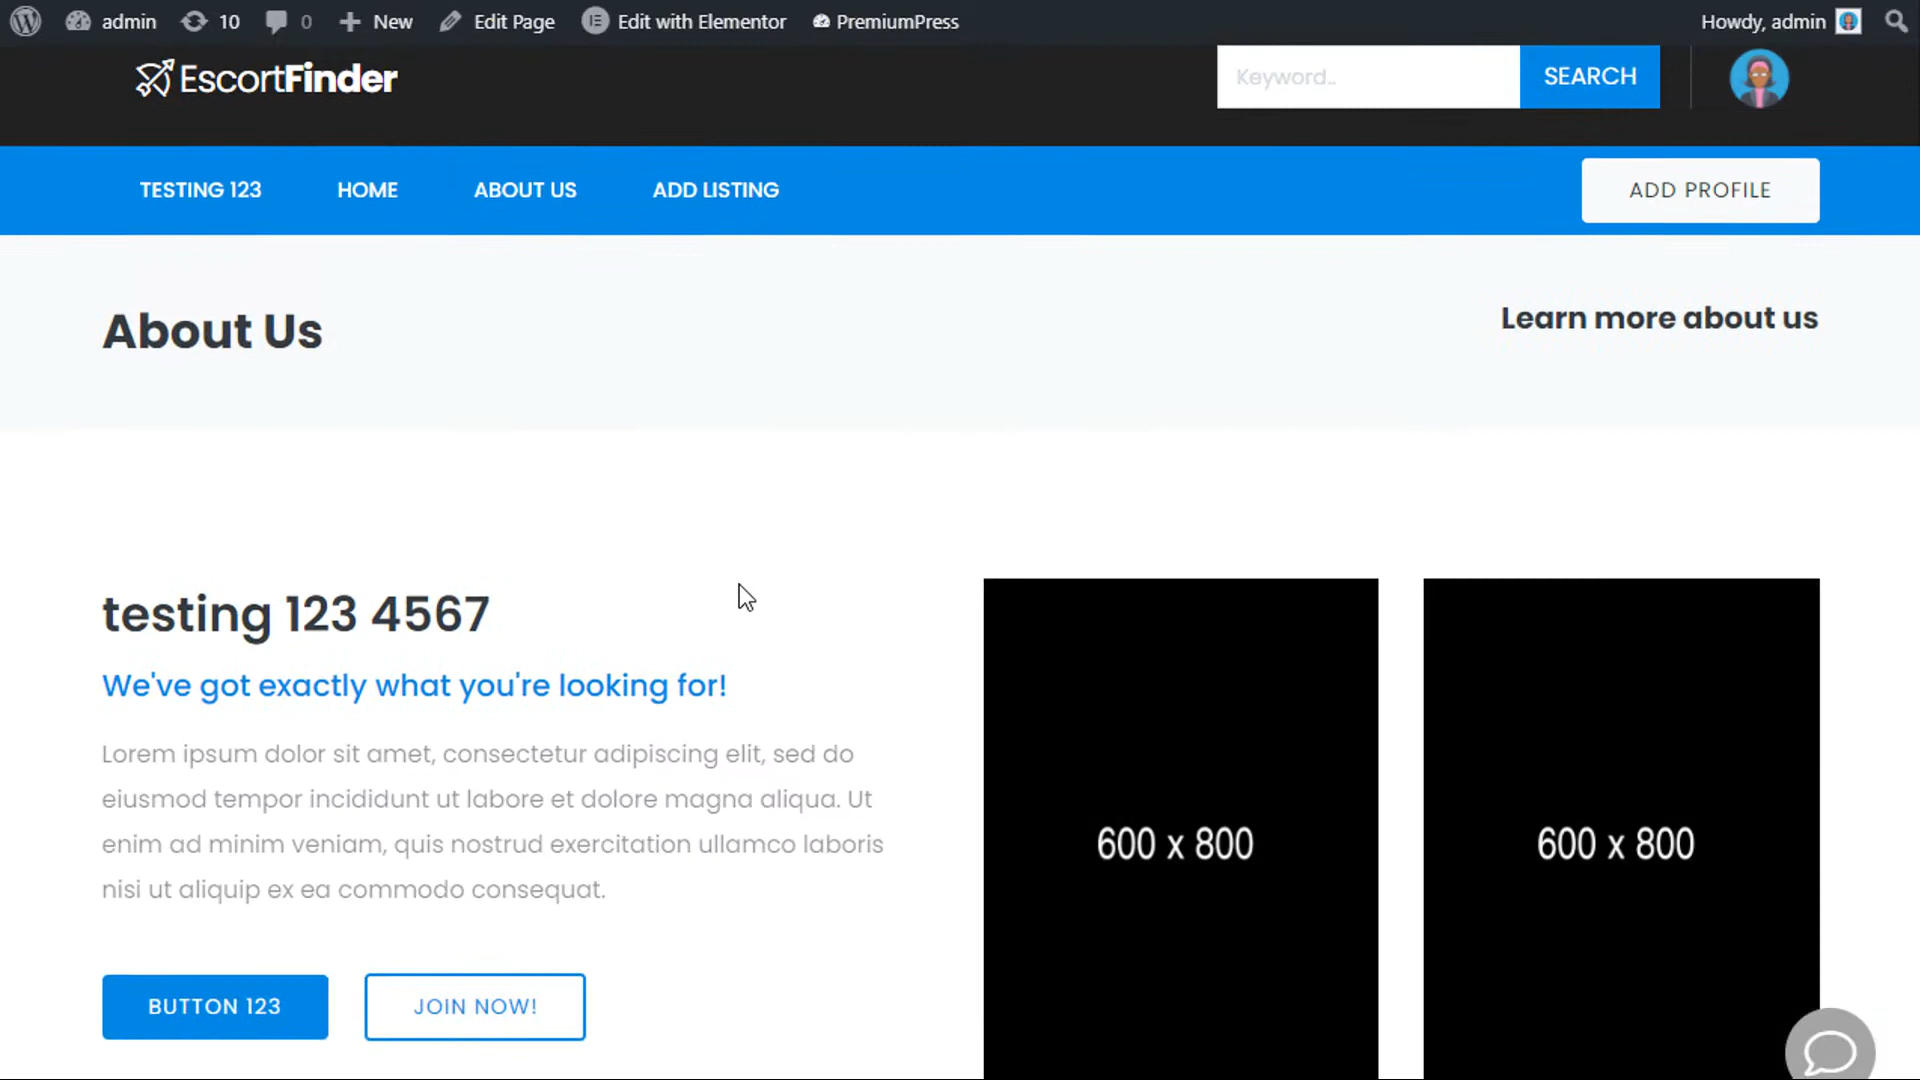 admin 10 0 New Edit Page Edit with Elementor PremiumPress Howdy, admin
EscortFinder Keyword.. SEARCH
TESTING 123 HOME ABOUT US ADD LISTING ADD PROFILE
About Us
Learn more about us
testing 123 4567
We've got exactly what you're looking for!
Lorem ipsum dolor sit amet, consectetur adipiscing elit, sed do
eiusmod tempor incididunt ut labore et dolore magna aliqua. Ut
enim ad minim veniam, quis nostrud exercitation ullamco laboris
nisi ut aliquip ex ea commodo consequat.
BUTTON 123 JOIN NOW!
600 x 800
600 x 800